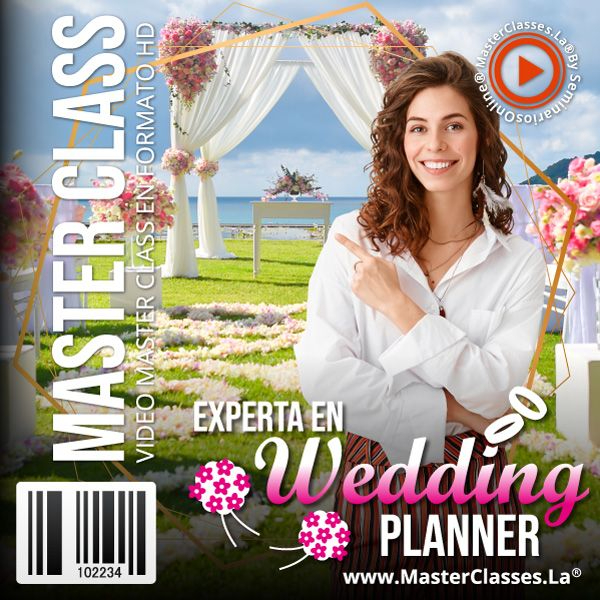 MASTER CLASS
VIDEO MASTER CLASS EN FORMATO HD
MasterClasses.La® By SeminariosOnline®
EXPERTA EN
Wedding
PLANNER
102234
www.MasterClasses.La®